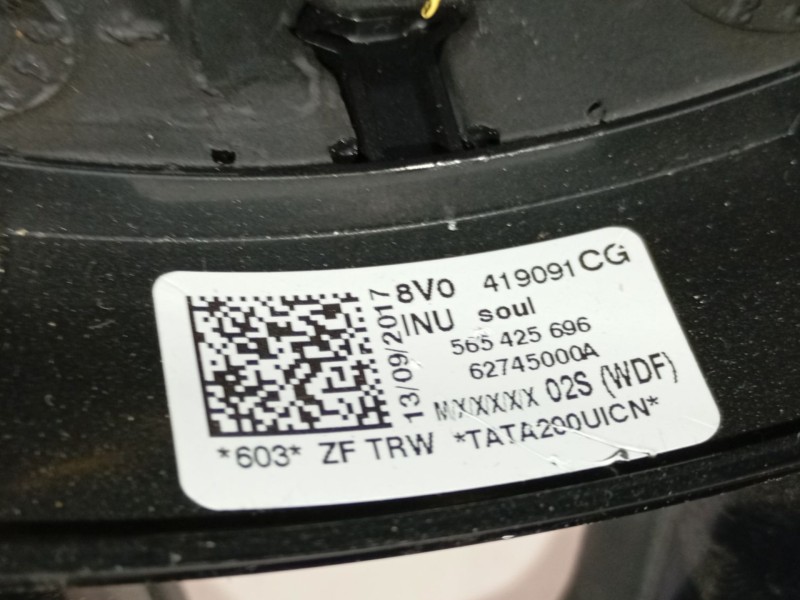 8V0 419091 CG
INU soul
565 425 696
62745000A
13/09/2017
MXXXXX 02S (WDF)
*603* ZF TRW *TATA200UICN*